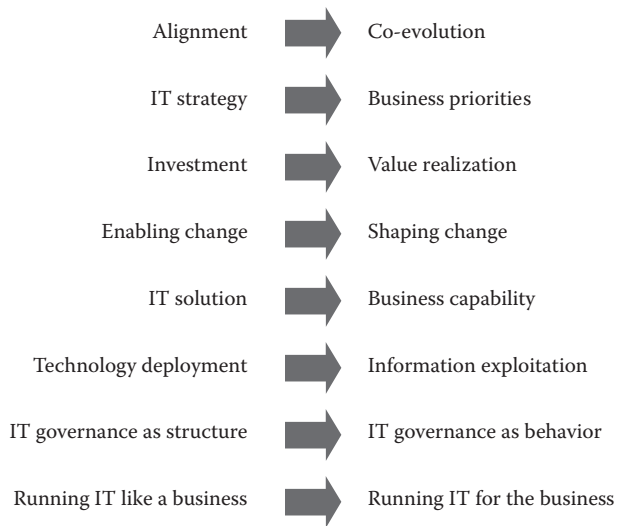 Alignment Co-evolution
IT strategy Business priorities
Investment Value realization
Enabling change Shaping change
IT solution Business capability
Technology deployment Information exploitation
IT governance as structure IT governance as behavior
Running IT like a business Running IT for the business